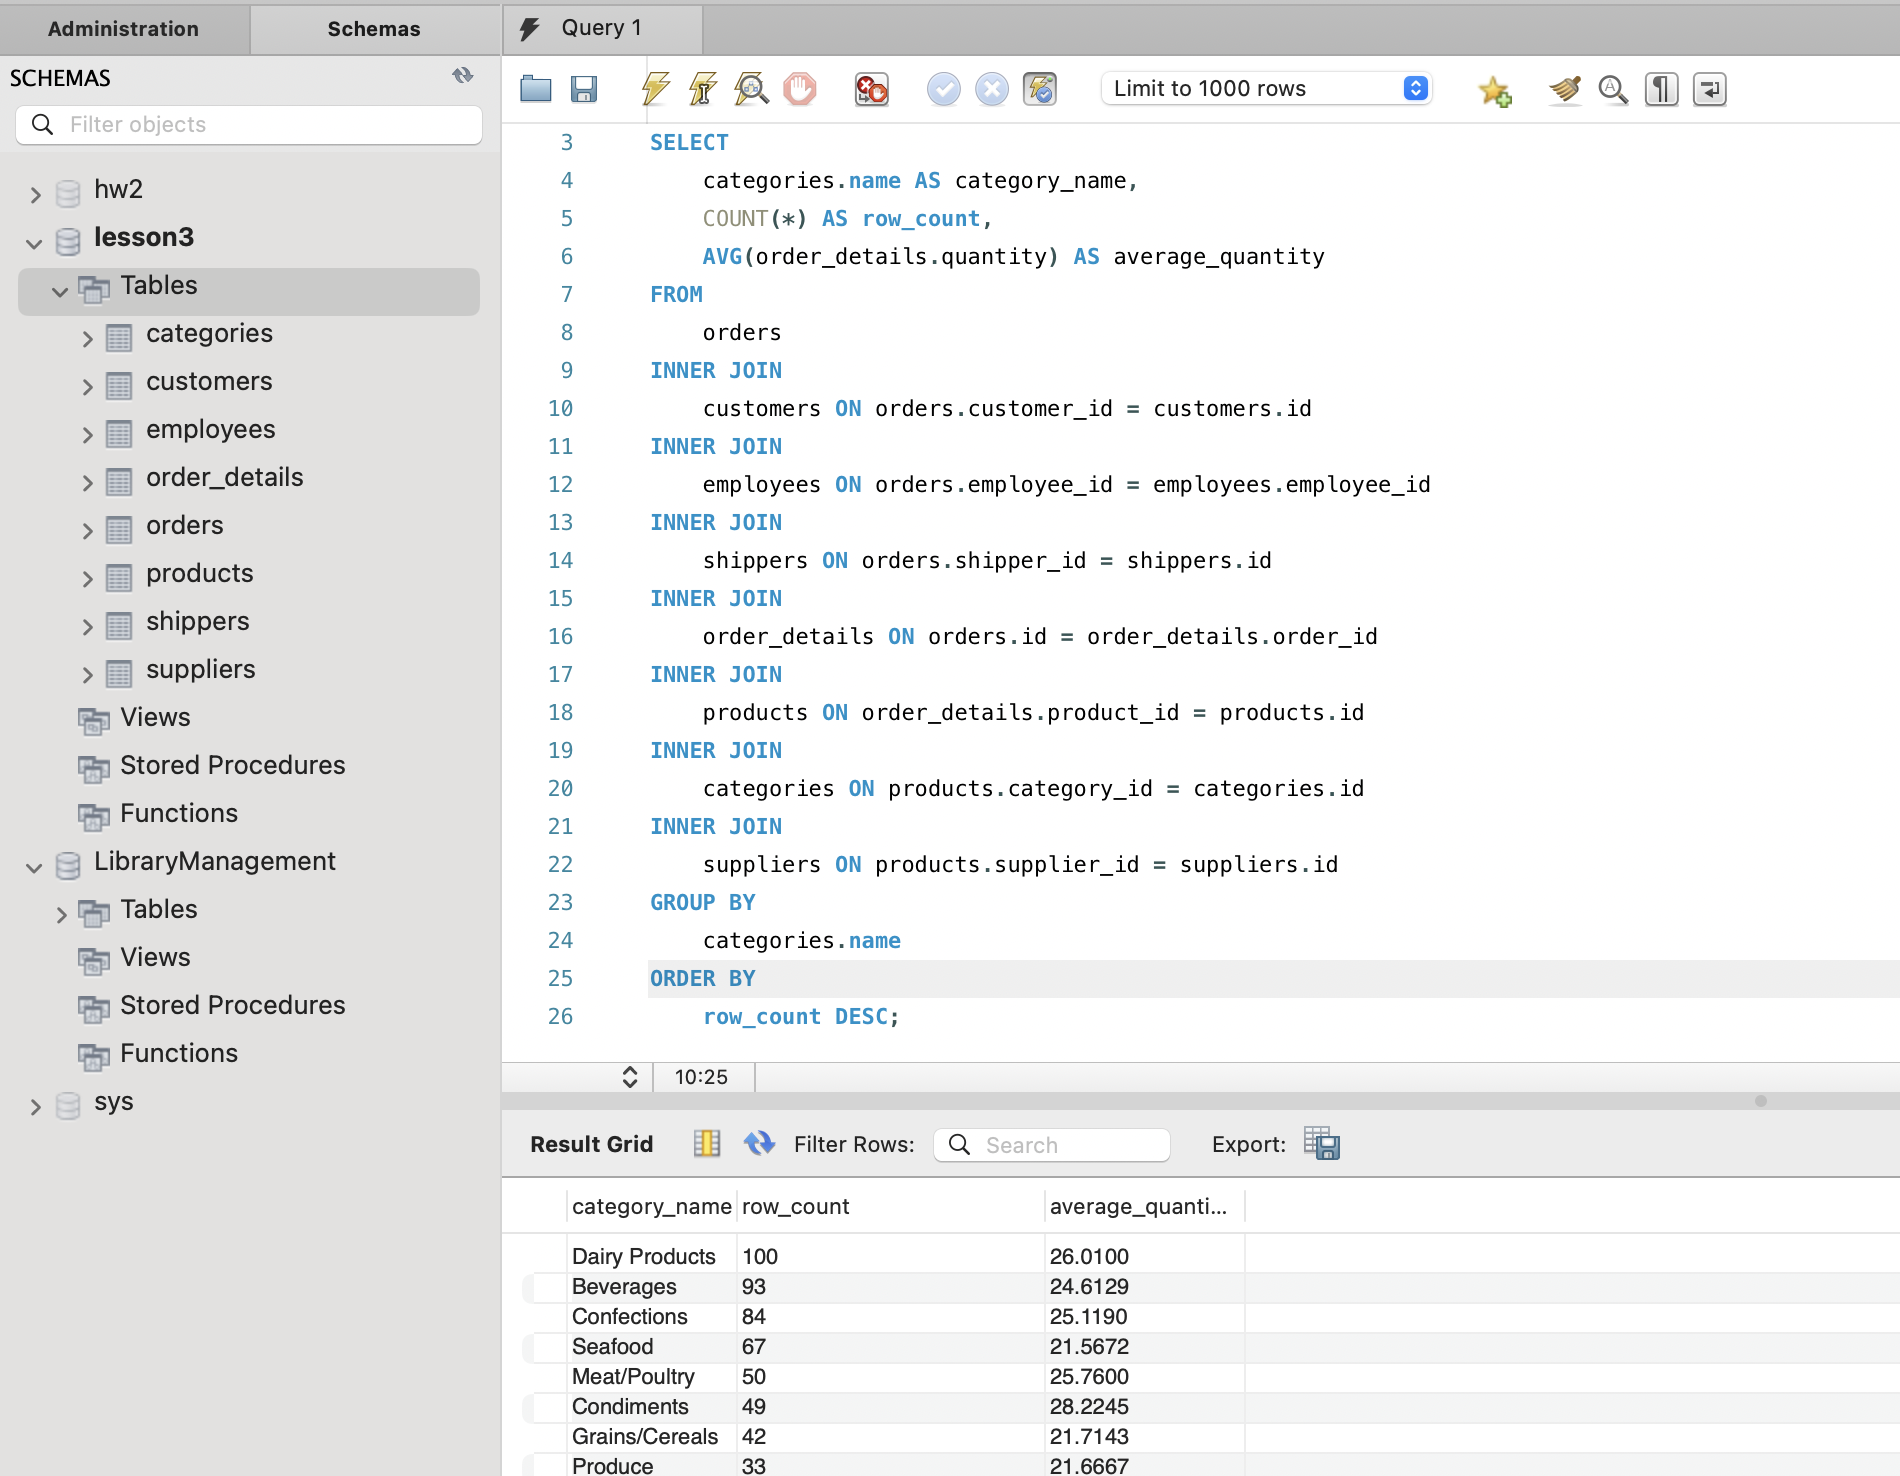 Administration
Schemas
Query 1
SCHEMAS
Filter objects
Limit to 1000 rows
hw2
lesson3
Tables
categories
customers
employees
order_details
orders
products
shippers
suppliers
Views
Stored Procedures
Functions
LibraryManagement
Tables
Views
Stored Procedures
Functions
sys
3 SELECT
4 categories.name AS category_name,
5 COUNT(*) AS row_count,
6 AVG(order_details.quantity) AS average_quantity
7 FROM
8 orders
9 INNER JOIN
10 customers ON orders.customer_id = customers.id
11 INNER JOIN
12 employees ON orders.employee_id = employees.employee_id
13 INNER JOIN
14 shippers ON orders.shipper_id = shippers.id
15 INNER JOIN
16 order_details ON orders.id = order_details.order_id
17 INNER JOIN
18 products ON order_details.product_id = products.id
19 INNER JOIN
20 categories ON products.category_id = categories.id
21 INNER JOIN
22 suppliers ON products.supplier_id = suppliers.id
23 GROUP BY
24 categories.name
25 ORDER BY
26 row_count DESC;
10:25
Result Grid Filter Rows: Search Export:
category_name row_count average_quanti...
Dairy Products 100 26.0100
Beverages 93 24.6129
Confections 84 25.1190
Seafood 67 21.5672
Meat/Poultry 50 25.7600
Condiments 49 28.2245
Grains/Cereals 42 21.7143
Produce 33 21.6667